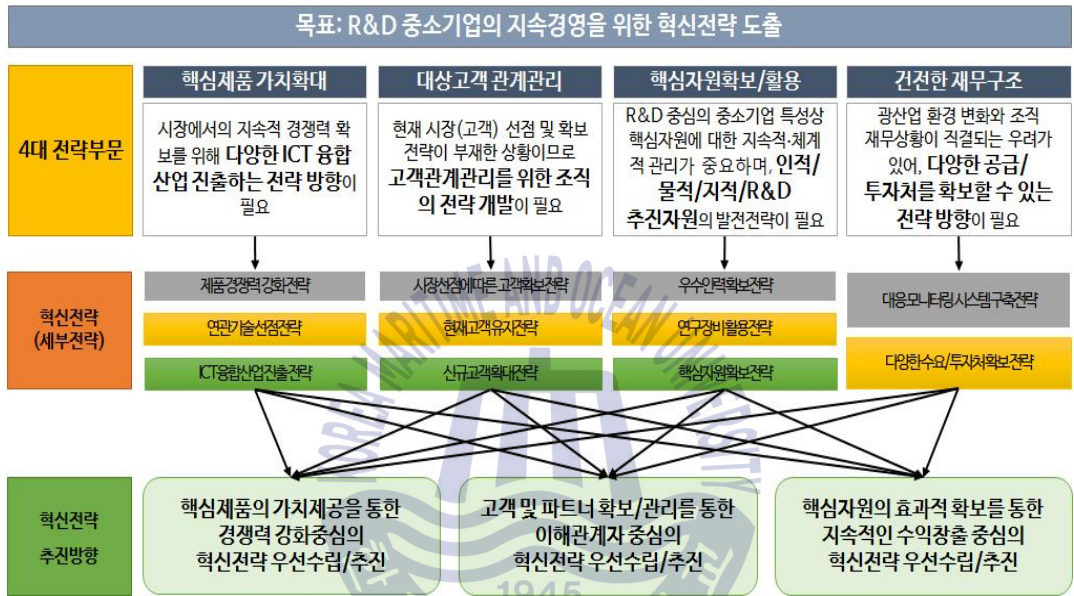 목표: R&D 중소기업의 지속경영을 위한 혁신전략 도출
4대 전략부문
핵심제품 가치확대
시장에서의 지속적 경쟁력 확
보를 위해 다양한 ICT 융합
산업 진출하는 전략 방향이
필요
대상고객 관계관리
현재 시장(고객) 선점 및 확보
전략이 부재한 상황이므로
고객관계관리를 위한 조직
의 전략 개발이 필요
핵심자원확보/활용
R&D 중심의 중소기업 특성상
핵심자원에 대한 지속적·체계
적 관리가 중요하며, 인적/
물적/지적/R&D
추진자원의 발전전략이 필요
건전한 재무구조
광산업 환경 변화와 조직
재무상황이 직결되는 우려가
있어, 다양한 공급/
투자처를 확보할 수 있는
전략 방향이 필요
혁신전략
(세부전략)
제품경쟁력강화전략
연관기술선점전략
ICT융합산업진출전략
시장선점에따른고객확보전략
현재고객유지전략
신규고객확대전략
우수인력확보전략
연구장비활용전략
핵심자원확보전략
대응모니터링시스템구축전략
다양한수요/투자처확보전략
혁신전략
추진방향
핵심제품의 가치제공을 통한
경쟁력 강화중심의
혁신전략 우선수립/추진
고객 및 파트너 확보/관리를 통한
이해관계자 중심의
혁신전략 우선수립/추진
핵심자원의 효과적 확보를 통한
지속적인 수익창출 중심의
혁신전략 우선수립/추진
KOREA MARITIME AND OCEAN UNIVERSITY
1945